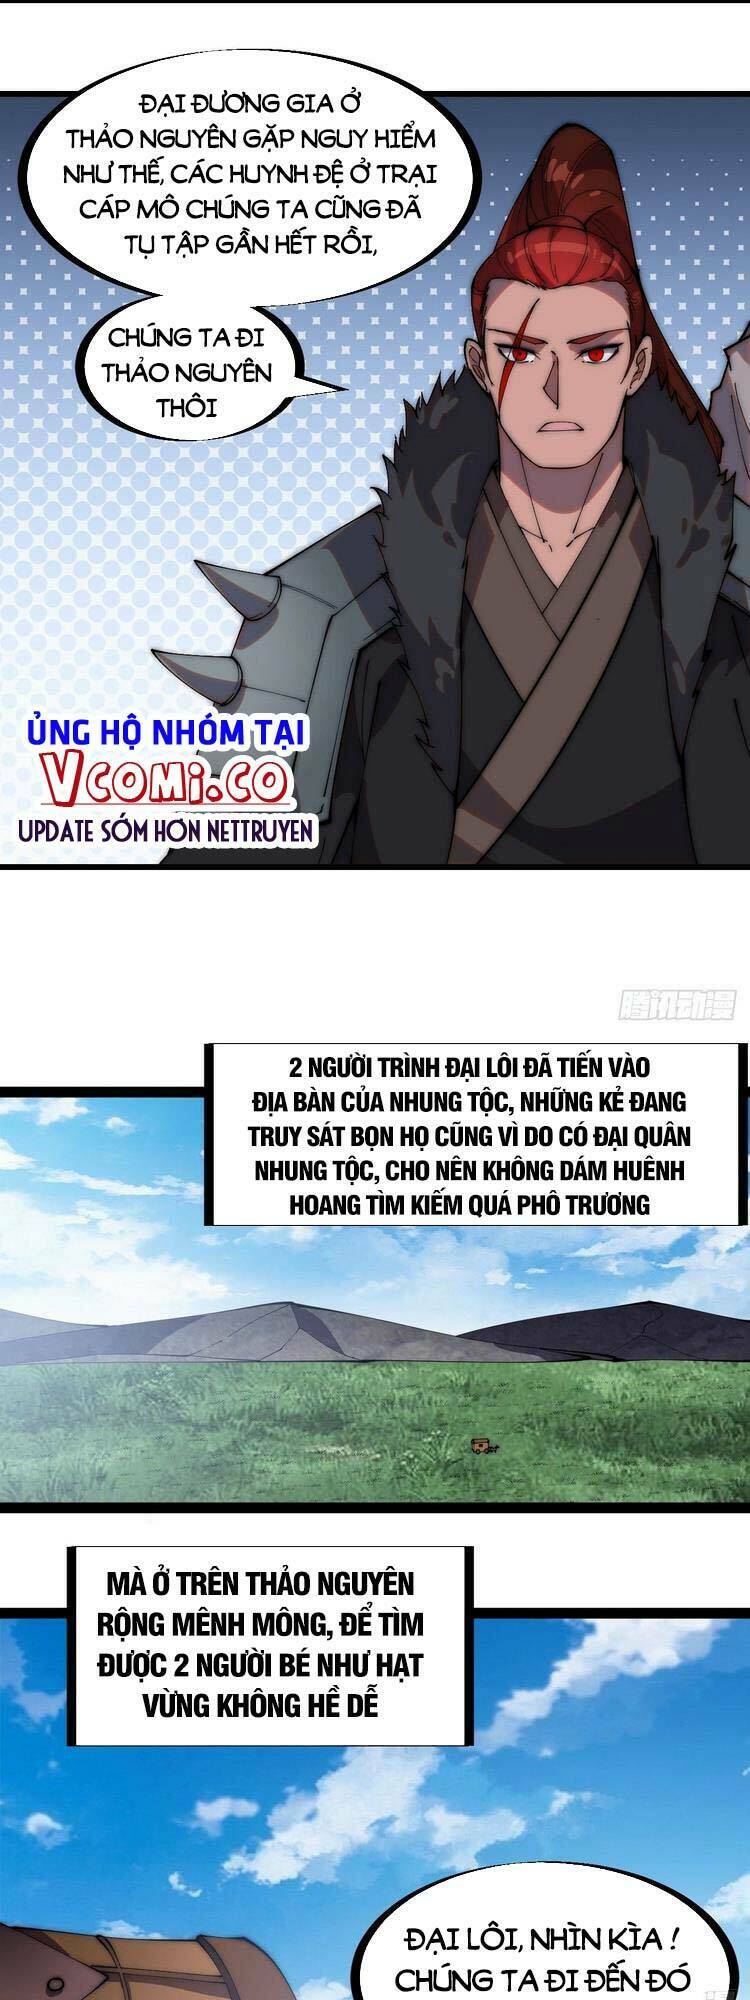 ĐẠI ĐƯƠNG GIA Ở
THẢO NGUYÊN GẶP NGUY HIỂM
NHƯ THẾ, CÁC HUYNH ĐỆ Ở TRẠI
CÁP MÔ CHÚNG TA CŨNG ĐÃ
TỤ TẬP GẦN HẾT RỒI,
CHÚNG TA ĐI
THẢO NGUYÊN
THÔI
ỦNG HỘ NHÓM TẠI
VCOMI.CO
UPDATE SỚM HƠN NETTRUYEN
腾讯动漫
2 NGƯỜI TRÌNH ĐẠI LÔI ĐÃ TIẾN VÀO
ĐỊA BÀN CỦA NHUNG TỘC, NHỮNG KẺ ĐANG
TRUY SÁT BỌN HỌ CŨNG VÌ DO CÓ ĐẠI QUÂN
NHUNG TỘC, CHO NÊN KHÔNG DÁM HUÊNH
HOANG TÌM KIẾM QUÁ PHÔ TRƯƠNG
MÀ Ở TRÊN THẢO NGUYÊN
RỘNG MÊNH MÔNG, ĐỂ TÌM
ĐƯỢC 2 NGƯỜI BÉ NHƯ HẠT
VỪNG KHÔNG HỀ DỄ
ĐẠI LÔI, NHÌN KÌA !
CHÚNG TA ĐI ĐẾN ĐÓ